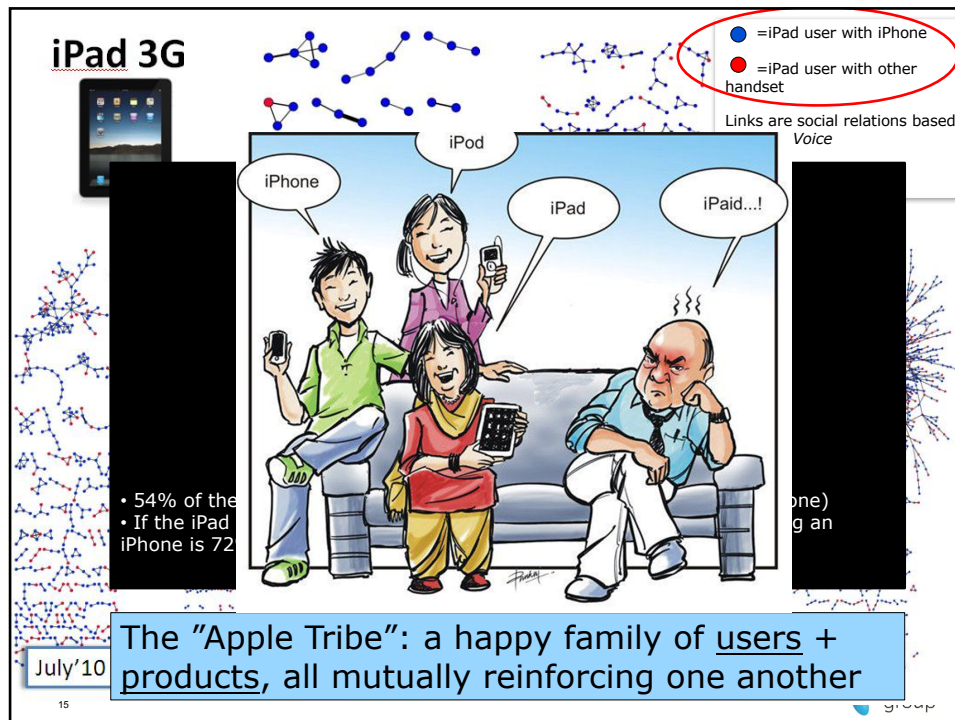 iPad 3G
=iPad user with iPhone
=iPad user with other
handset
Links are social relations based
Voice
iPod
iPhone
iPad
iPaid...!
• 54% of the
one)
• If the iPad
g an
iPhone is 72
The ”Apple Tribe”: a happy family of users +
products, all mutually reinforcing one another
July’10
15
group